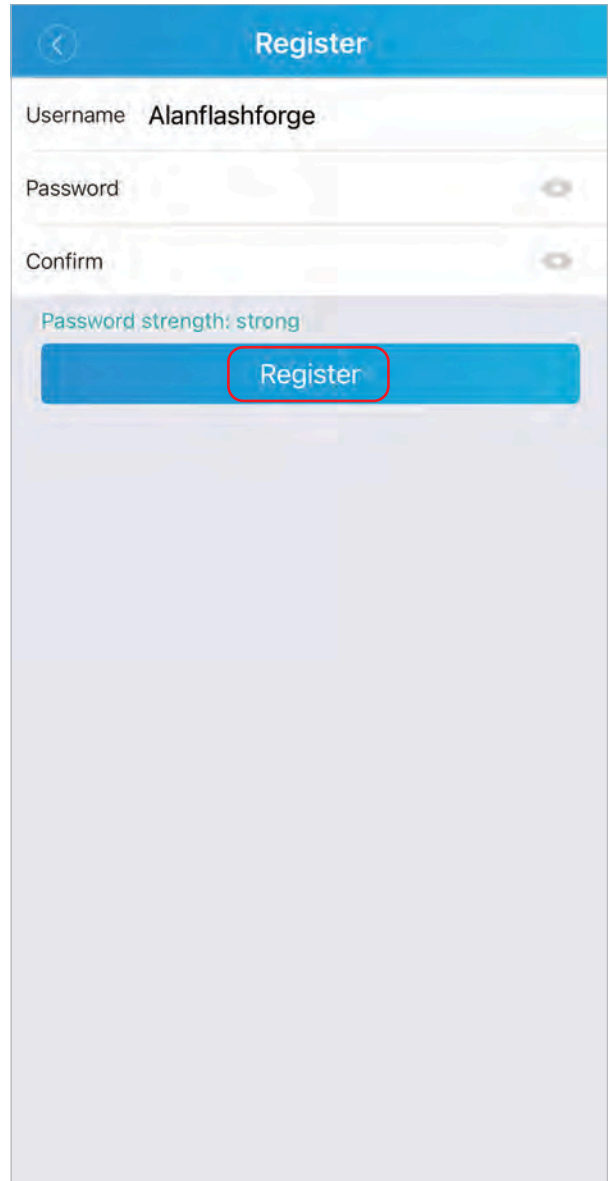 Register
Username Alanflashforge
Password
Confirm
Password strength: strong
Register